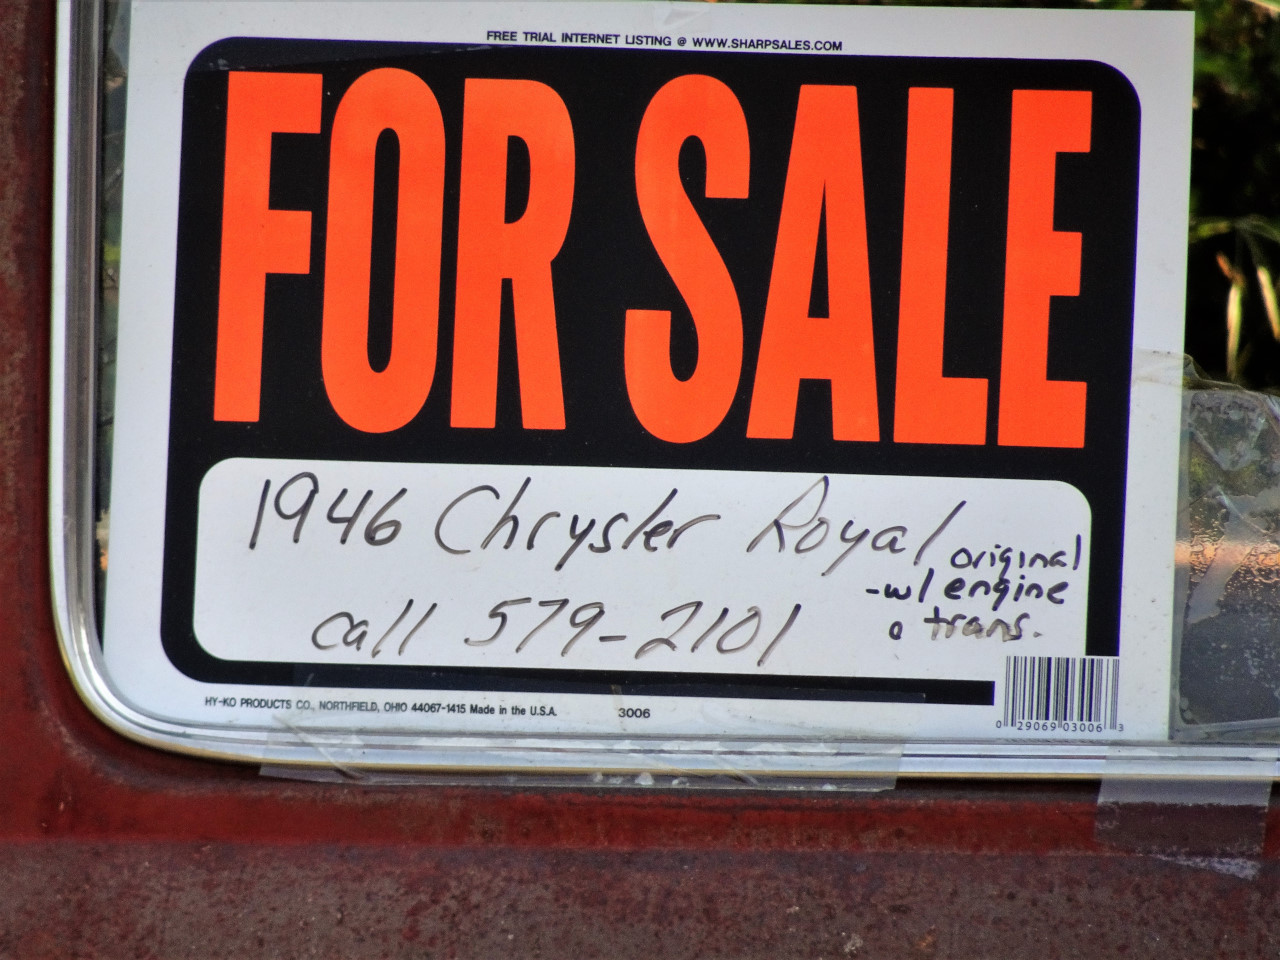 FREE TRIAL INTERNET LISTING @ WWW.SHARPSALES.COM
FOR SALE
1946 Chrysler Royal
original
-w/ engine
& trans.
call 579-2101
HY-KO PRODUCTS CO., NORTHFIELD, OHIO 44067-1415 Made in the U.S.A. 3006
0 29069 03006 3